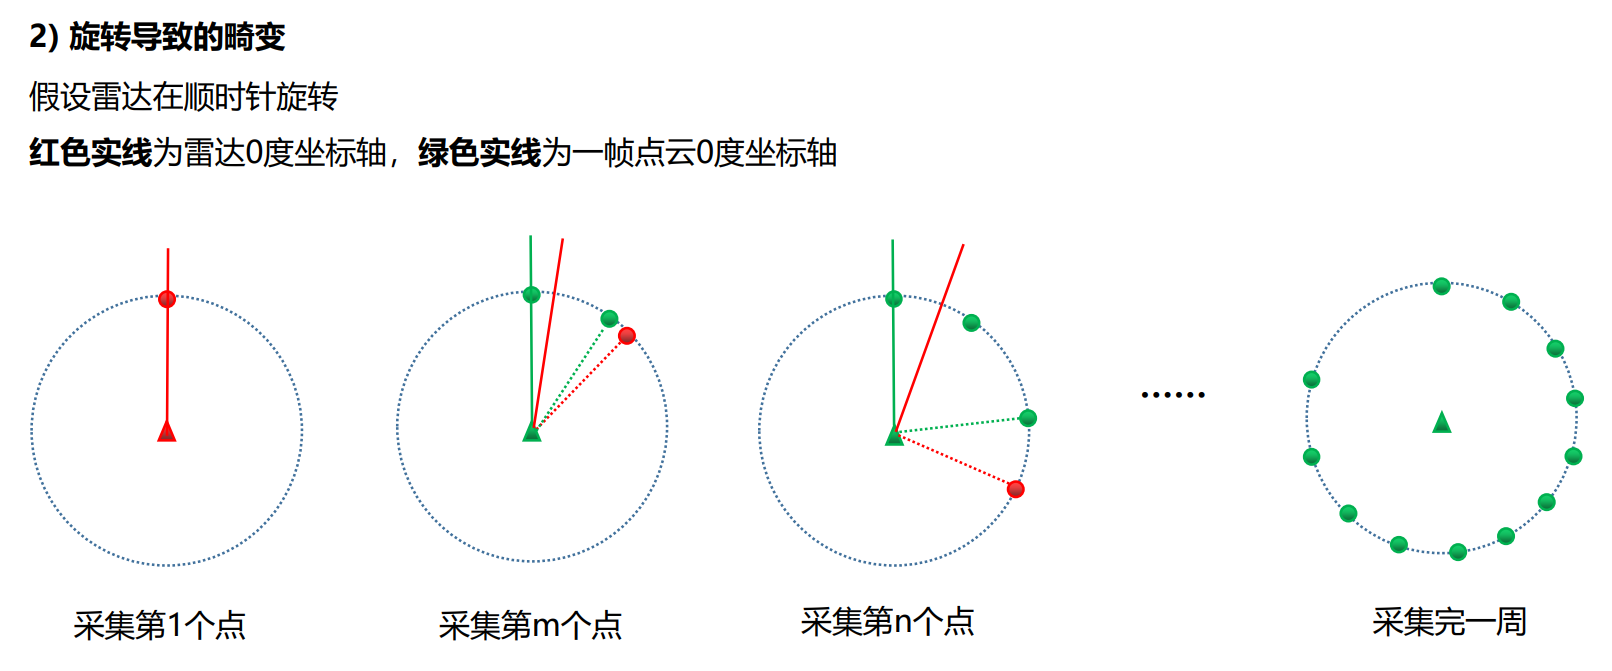 2) 旋转导致的畸变
假设雷达在顺时针旋转
红色实线为雷达0度坐标轴，绿色实线为一帧点云0度坐标轴
......
采集第1个点
采集第m个点
采集第n个点
采集完一周